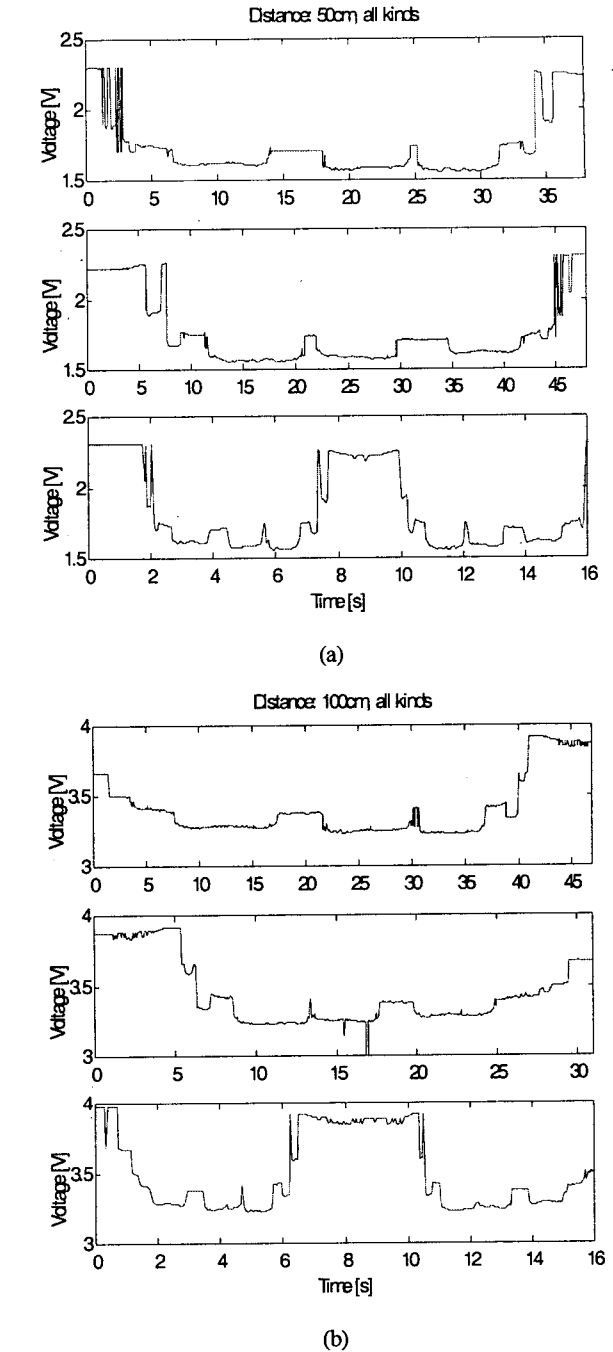 Distance: 50cm, all kinds
2.5
2
1.5
Voltage [V]
0 5 10 15 20 25 30 35
2.5
2
1.5
Voltage [V]
0 5 10 15 20 25 30 35 40 45
2.5
2
1.5
Voltage [V]
0 2 4 6 8 10 12 14 16
Time [s]
(a)
Distance: 100cm, all kinds
4
3.5
3
Voltage [V]
0 5 10 15 20 25 30 35 40 45
4
3.5
3
Voltage [V]
0 5 10 15 20 25 30
4
3.5
3
Voltage [V]
0 2 4 6 8 10 12 14 16
Time [s]
(b)